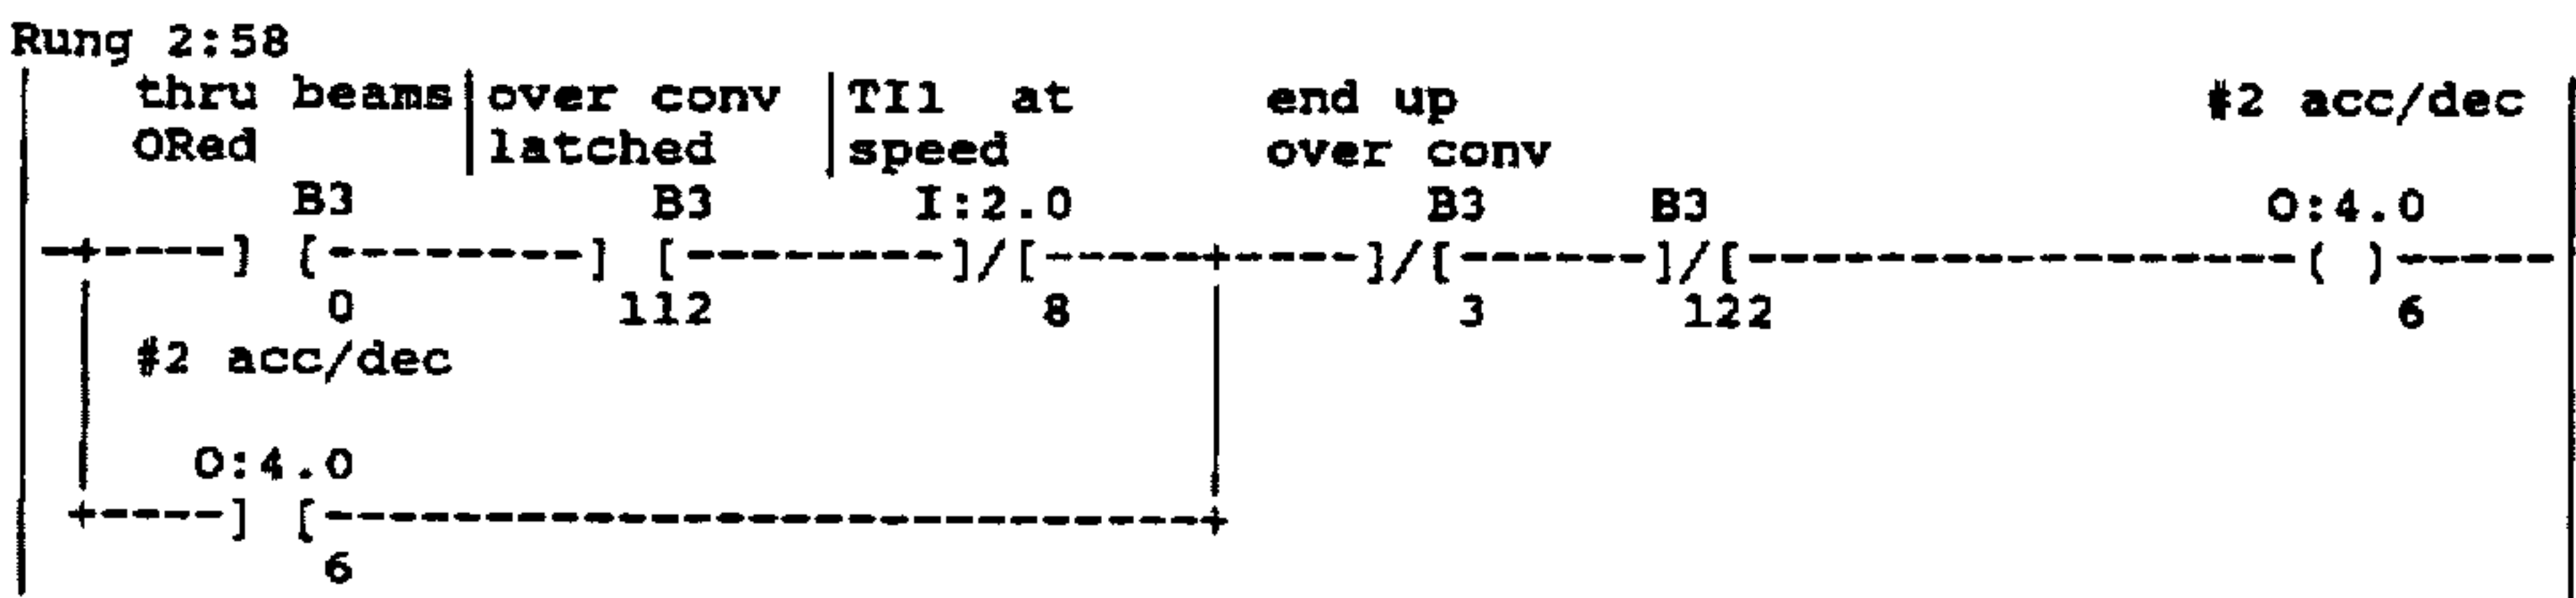 Rung 2:58
thru beams over conv TI1 at end up #2 acc/dec
ORed latched speed over conv
B3 B3 I:2.0 B3 B3 O:4.0
-+----] [--------] [--------]/[-----+----]/[------]/[-----------------( )-----
0 112 8 3 122 6
#2 acc/dec
O:4.0
+----] [----------------------------+
6